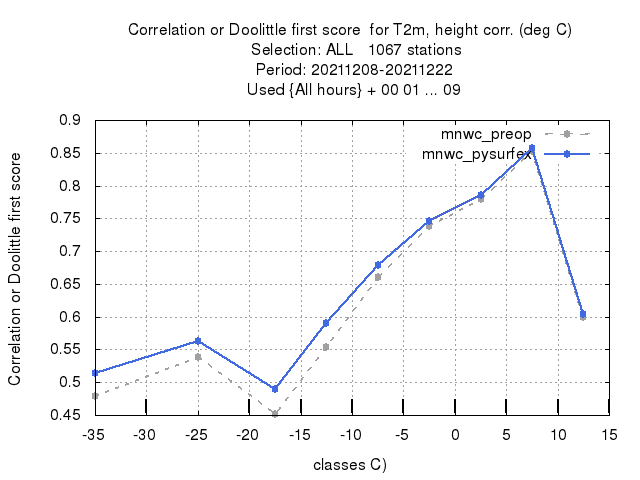 Correlation or Doolittle first score  for T2m, height corr. (deg C)
Selection: ALL   1067 stations
Period: 20211208-20211222
Used {All hours} + 00 01 ... 09
mnwc_preop
mnwc_pysurfex
Correlation or Doolittle first score
0.9
0.85
0.8
0.75
0.7
0.65
0.6
0.55
0.5
0.45
-35 -30 -25 -20 -15 -10 -5 0 5 10 15
classes C)